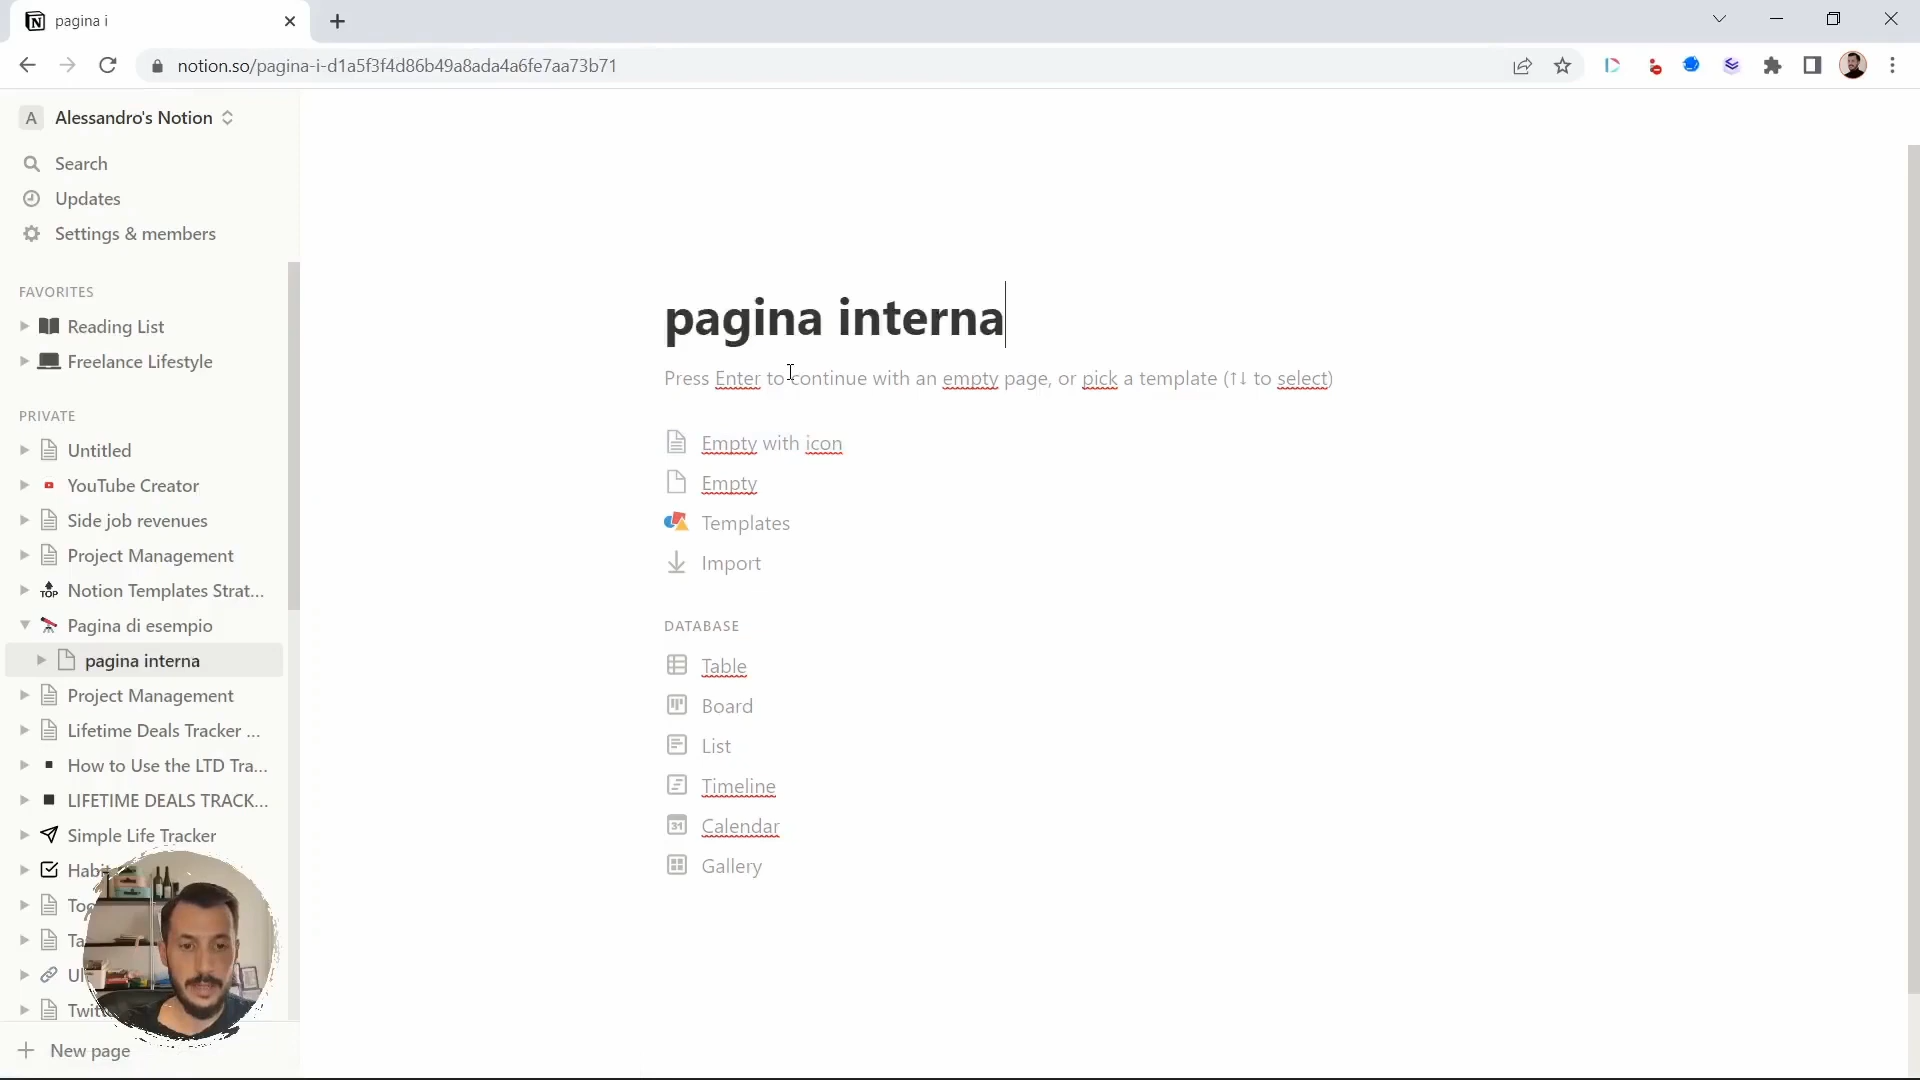 pagina i
notion.so/pagina-i-d1a5f3f4d86b49a8ada4a6fe7aa73b71
A Alessandro's Notion
Search
Updates
Settings & members
FAVORITES
Reading List
Freelance Lifestyle
PRIVATE
Untitled
YouTube Creator
Side job revenues
Project Management
TOP Notion Templates Strat...
Pagina di esempio
pagina interna
Project Management
Lifetime Deals Tracker ...
How to Use the LTD Tra...
LIFETIME DEALS TRACK...
Simple Life Tracker
New page
pagina interna
Press Enter to continue with an empty page, or pick a template (↑↓ to select)
Empty with icon
Empty
Templates
Import
DATABASE
Table
Board
List
Timeline
31 Calendar
Gallery